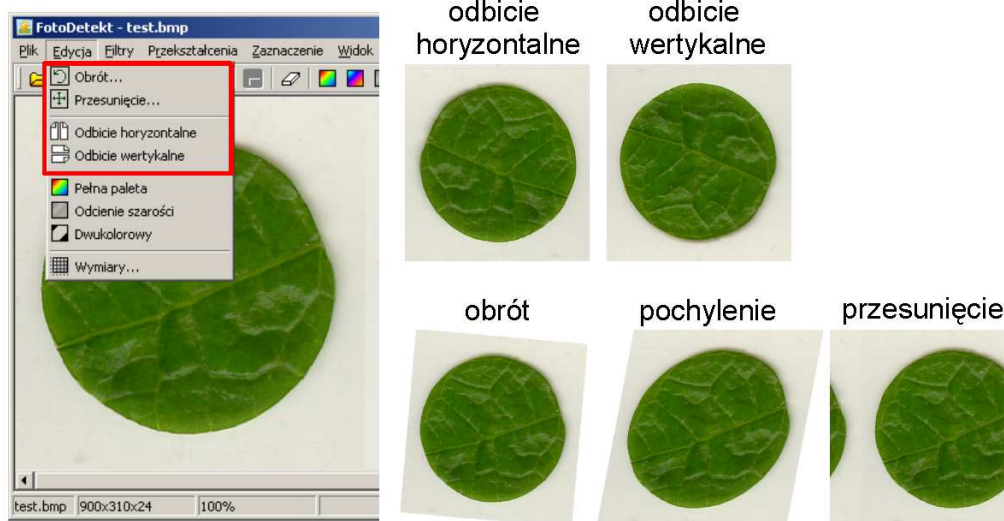 FotoDetekt - test.bmp
Plik Edycja Filtry Przekształcenia Zaznaczenie Widok
Obrót...
Przesunięcie...
Odbicie horyzontalne
Odbicie wertykalne
Pełna paleta
Odcienie szarości
Dwukolorowy
Wymiary...
test.bmp 900x310x24 100%
odbicie
horyzontalne
odbicie
wertykalne
obrót pochylenie przesunięcie